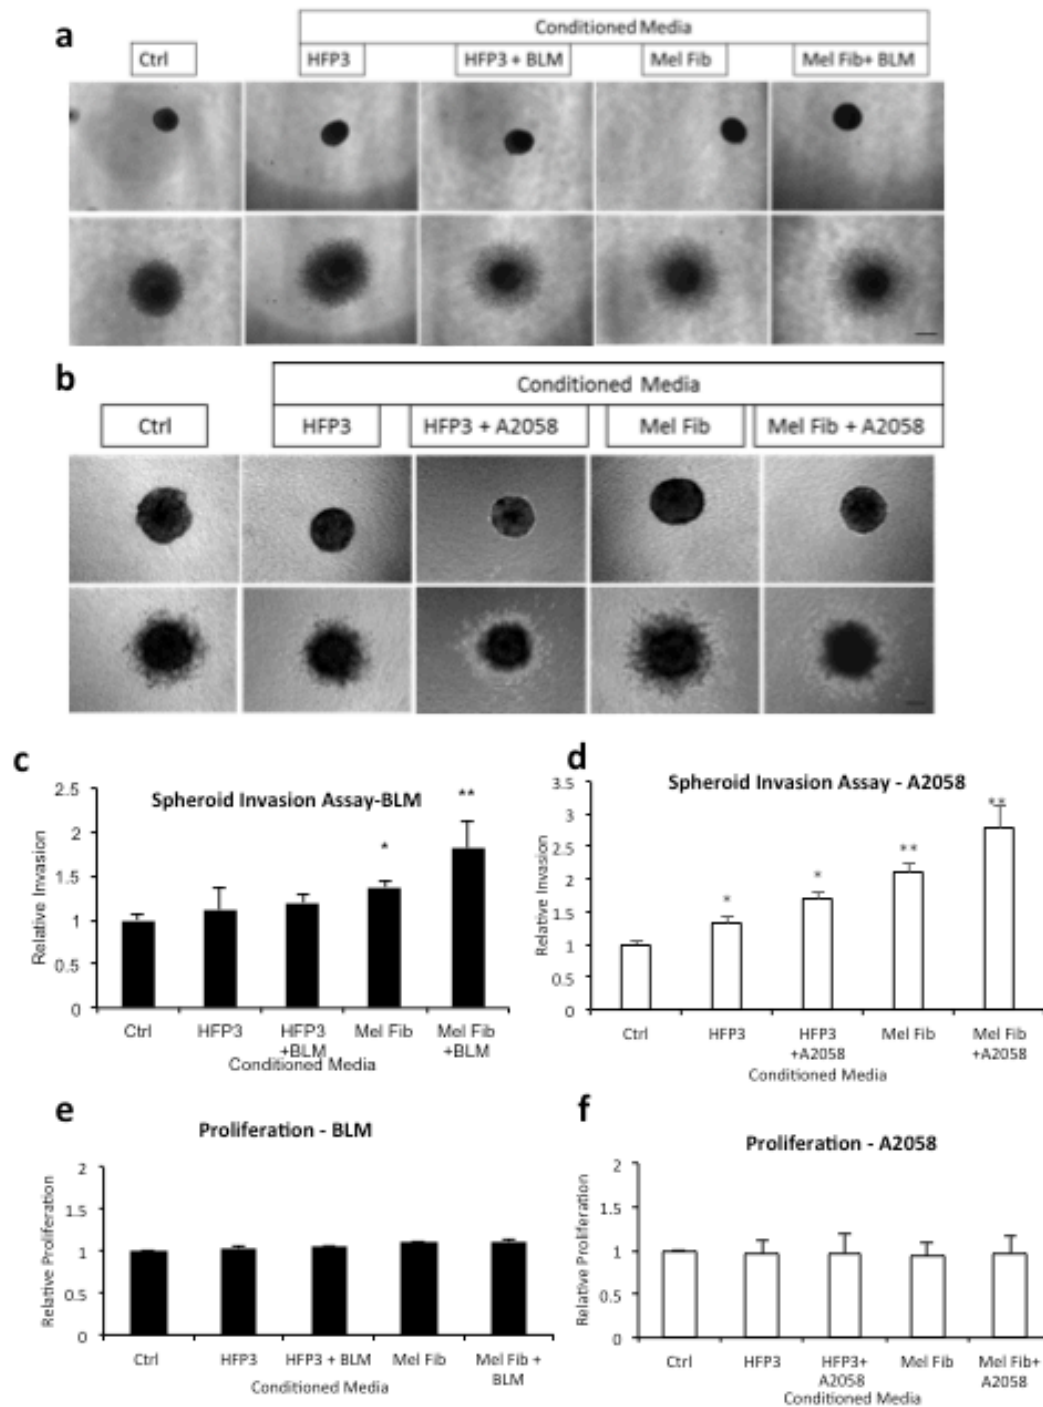 a
Conditioned Media
Ctrl HFP3 HFP3 + BLM Mel Fib Mel Fib+ BLM
b
Conditioned Media
Ctrl HFP3 HFP3 + A2058 Mel Fib Mel Fib + A2058
c
Spheroid Invasion Assay-BLM
Relative Invasion
2.5
2
1.5
1
0.5
0
*
**
Ctrl HFP3 HFP3 Mel Fib Mel Fib
+BLM +BLM
Conditioned Media
d
Spheroid Invasion Assay - A2058
Relative Invasion
3.5
3
2.5
2
1.5
1
0.5
0
*
*
**
**
Ctrl HFP3 HFP3 Mel Fib Mel Fib
+A2058 +A2058
Conditioned Media
e
Proliferation - BLM
Relative Proliferation
2
1.5
1
0.5
0
Ctrl HFP3 HFP3 + BLM Mel Fib Mel Fib +
BLM
Conditioned Media
f
Proliferation - A2058
Relative Proliferation
2
1.5
1
0.5
0
Ctrl HFP3 HFP3+ Mel Fib Mel Fib+
A2058 A2058
Conditioned Media